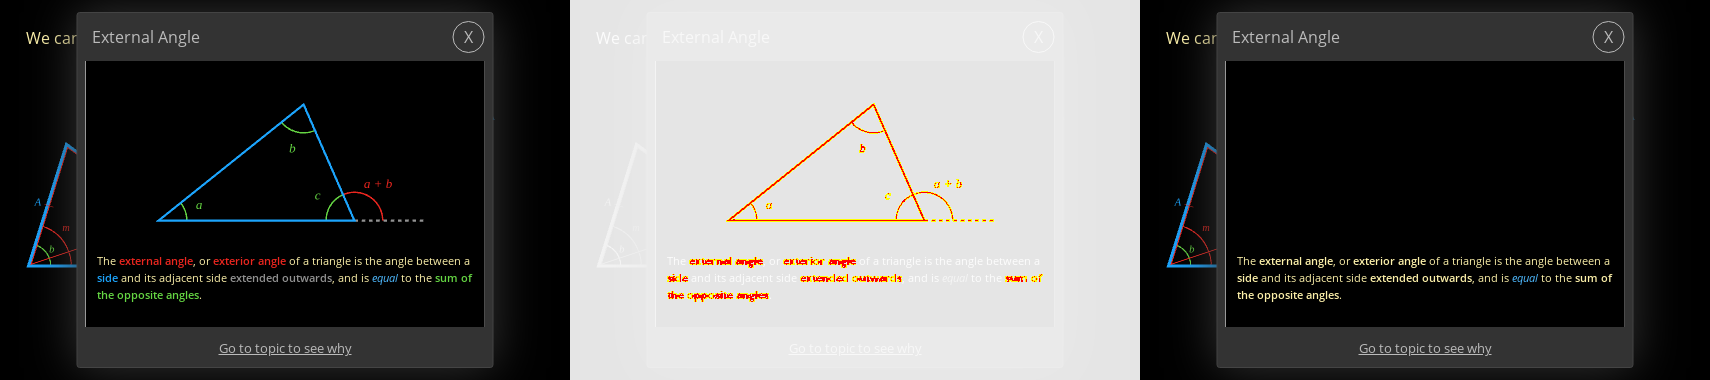 We can
External Angle
X
A
m
b
b
a + b
c
a
The external angle, or exterior angle of a triangle is the angle between a
side and its adjacent side extended outwards, and is equal to the sum of
the opposite angles.
Go to topic to see why
We can
External Angle
X
b
a + b
c
a
The external angle, or exterior angle of a triangle is the angle between a
side and its adjacent side extended outwards, and is equal to the sum of
the opposite angles
Go to topic to see why
We can
External Angle
X
A
m
b
The external angle, or exterior angle of a triangle is the angle between a
side and its adjacent side extended outwards, and is equal to the sum of
the opposite angles.
Go to topic to see why